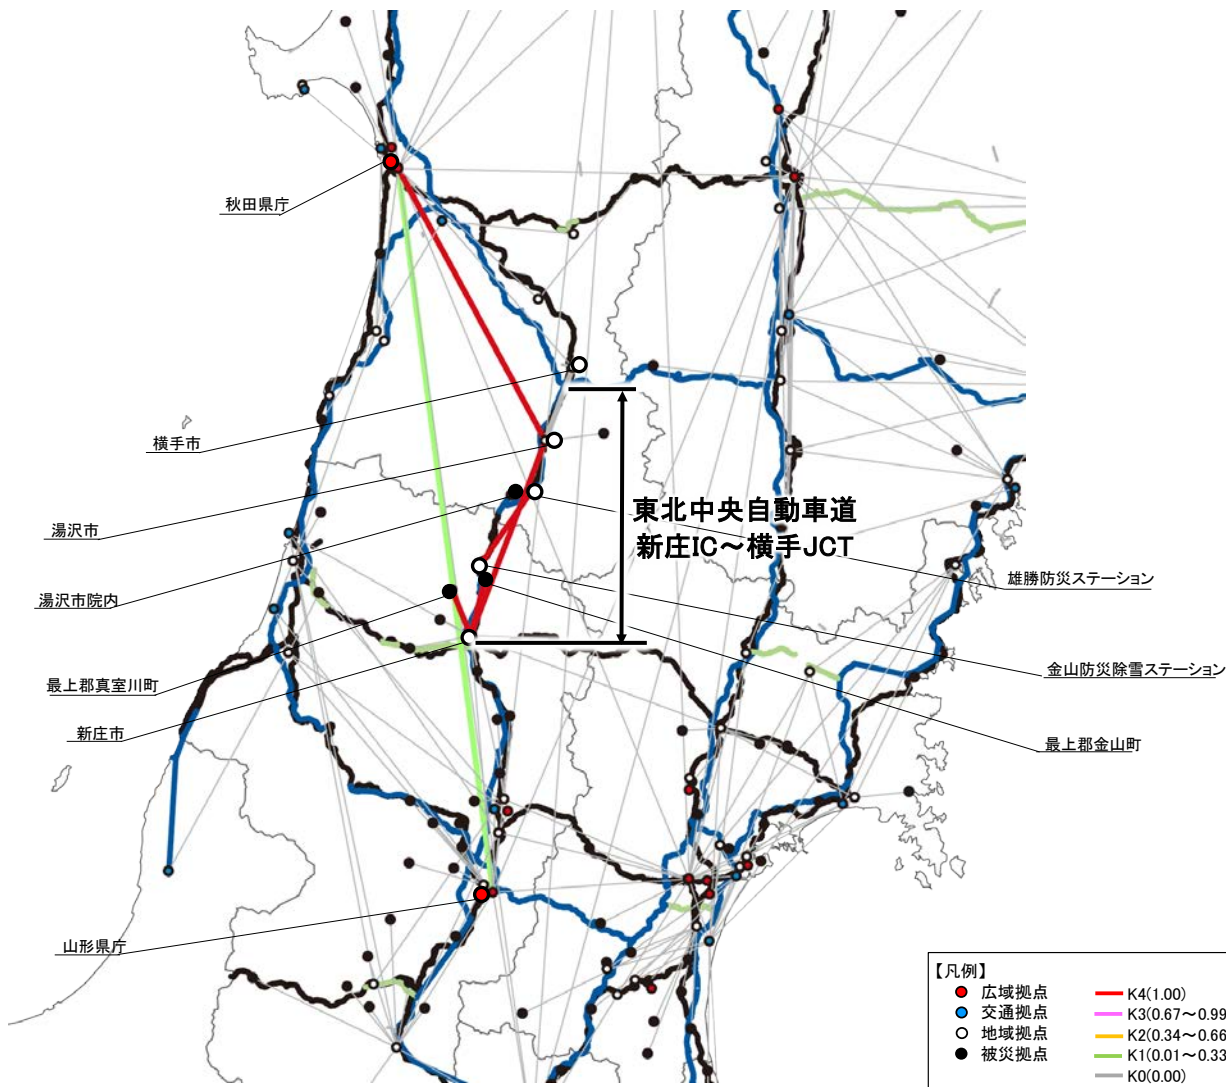 秋田県庁
横手市
湯沢市
湯沢市院内
最上郡真室川町
新庄市
山形県庁
東北中央自動車道
新庄IC～横手JCT
雄勝防災ステーション
金山防災除雪ステーション
最上郡金山町
【凡例】
広域拠点
交通拠点
地域拠点
被災拠点
K4(1.00)
K3(0.67～0.99
K2(0.34～0.66
K1(0.01～0.33
K0(0.00)